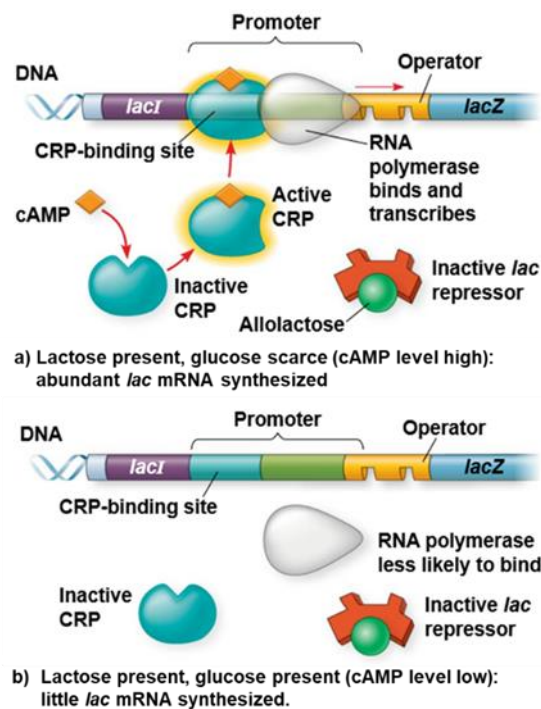 Promoter
DNA
Operator
lacI
lacZ
CRP-binding site
RNA
polymerase
binds and
transcribes
cAMP
Active
CRP
Inactive
CRP
Inactive lac
repressor
Allolactose
a) Lactose present, glucose scarce (cAMP level high):
abundant lac mRNA synthesized
Promoter
DNA
Operator
lacI
lacZ
CRP-binding site
RNA polymerase
less likely to bind
Inactive
CRP
Inactive lac
repressor
b) Lactose present, glucose present (cAMP level low):
little lac mRNA synthesized.